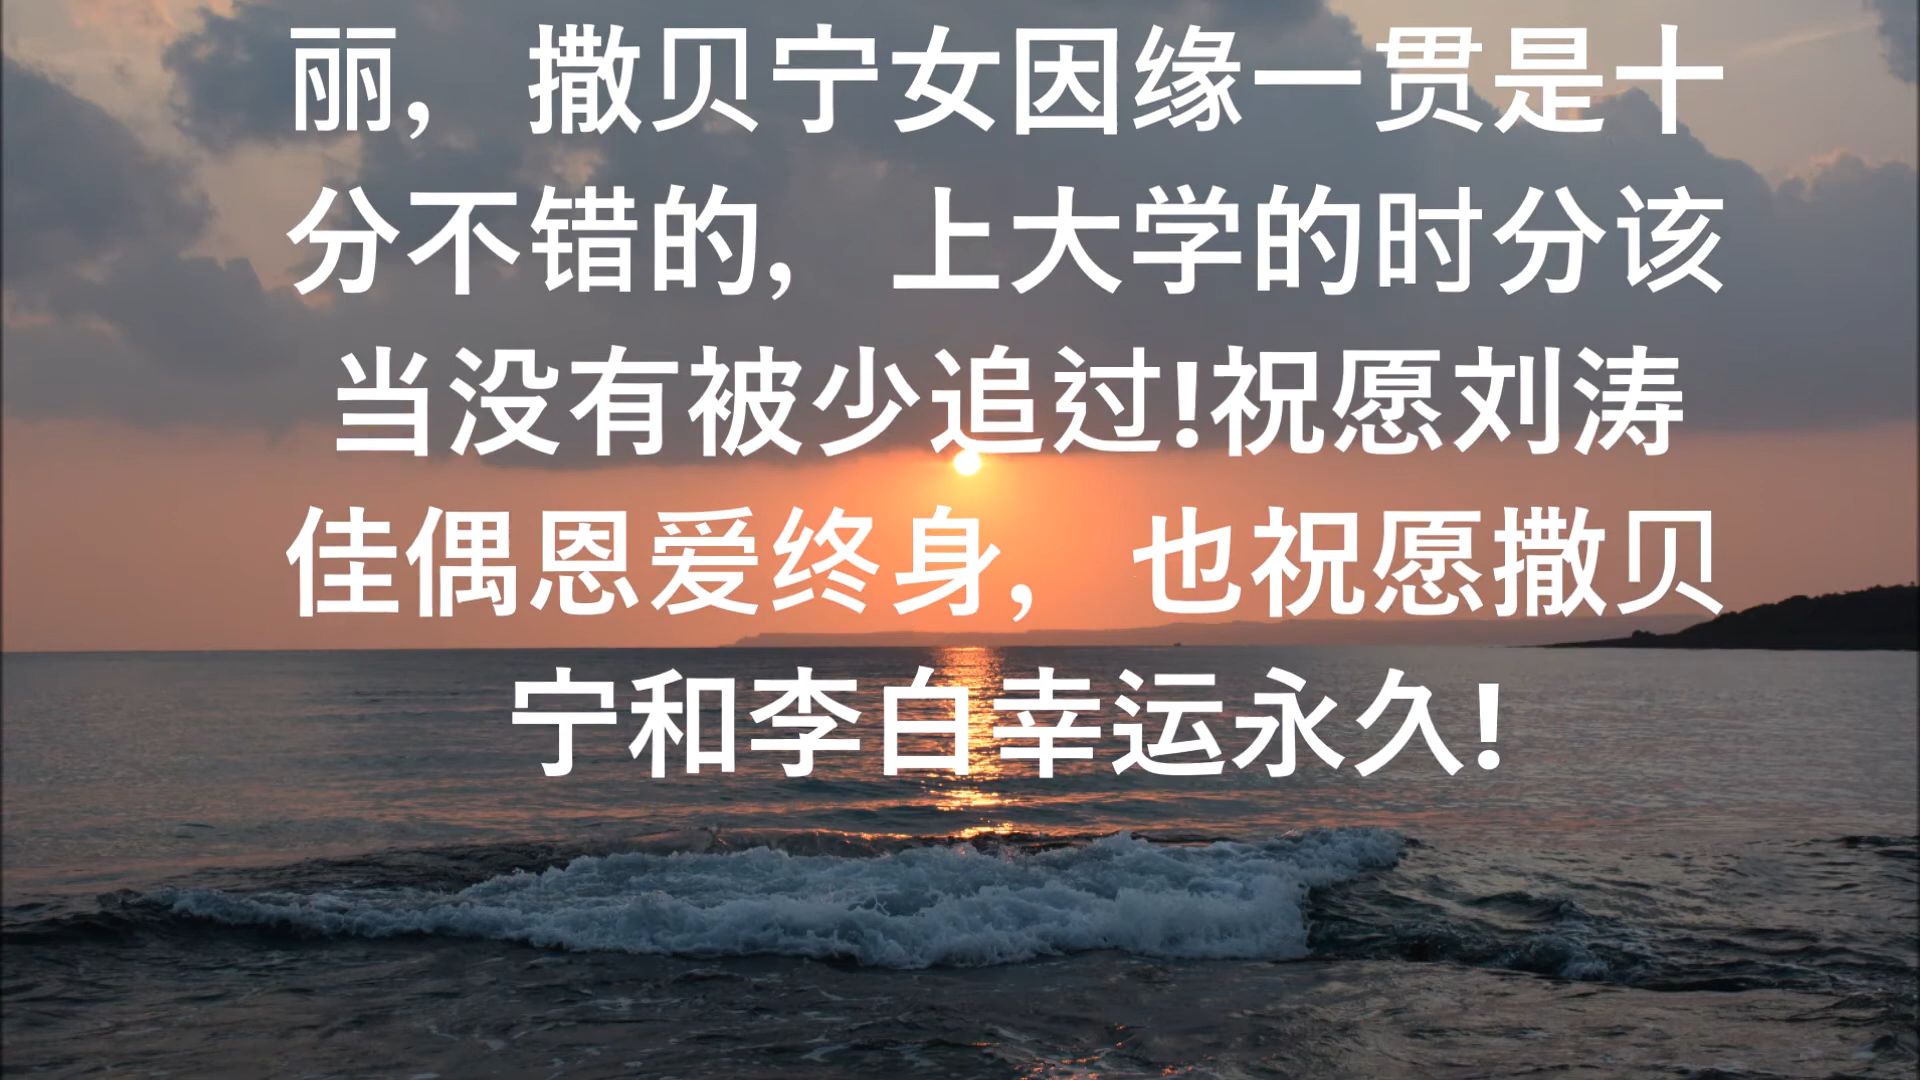 丽，撒贝宁女因缘一贯是十
分不错的，上大学的时分该
当没有被少追过!祝愿刘涛
佳偶恩爱终身，也祝愿撒贝
宁和李白幸运永久!